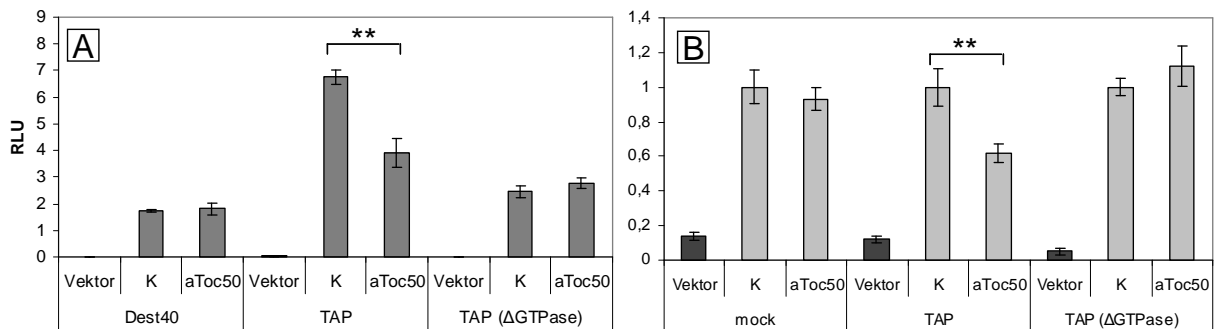 A
RLU
9
8
7
6
5
4
3
2
1
0
**
Vektor K aToc50 Vektor K aToc50 Vektor K aToc50
Dest40 TAP TAP (ΔGTPase)
B
1,4
1,2
1
0,8
0,6
0,4
0,2
0
**
Vektor K aToc50 Vektor K aToc50 Vektor K aToc50
mock TAP TAP (ΔGTPase)